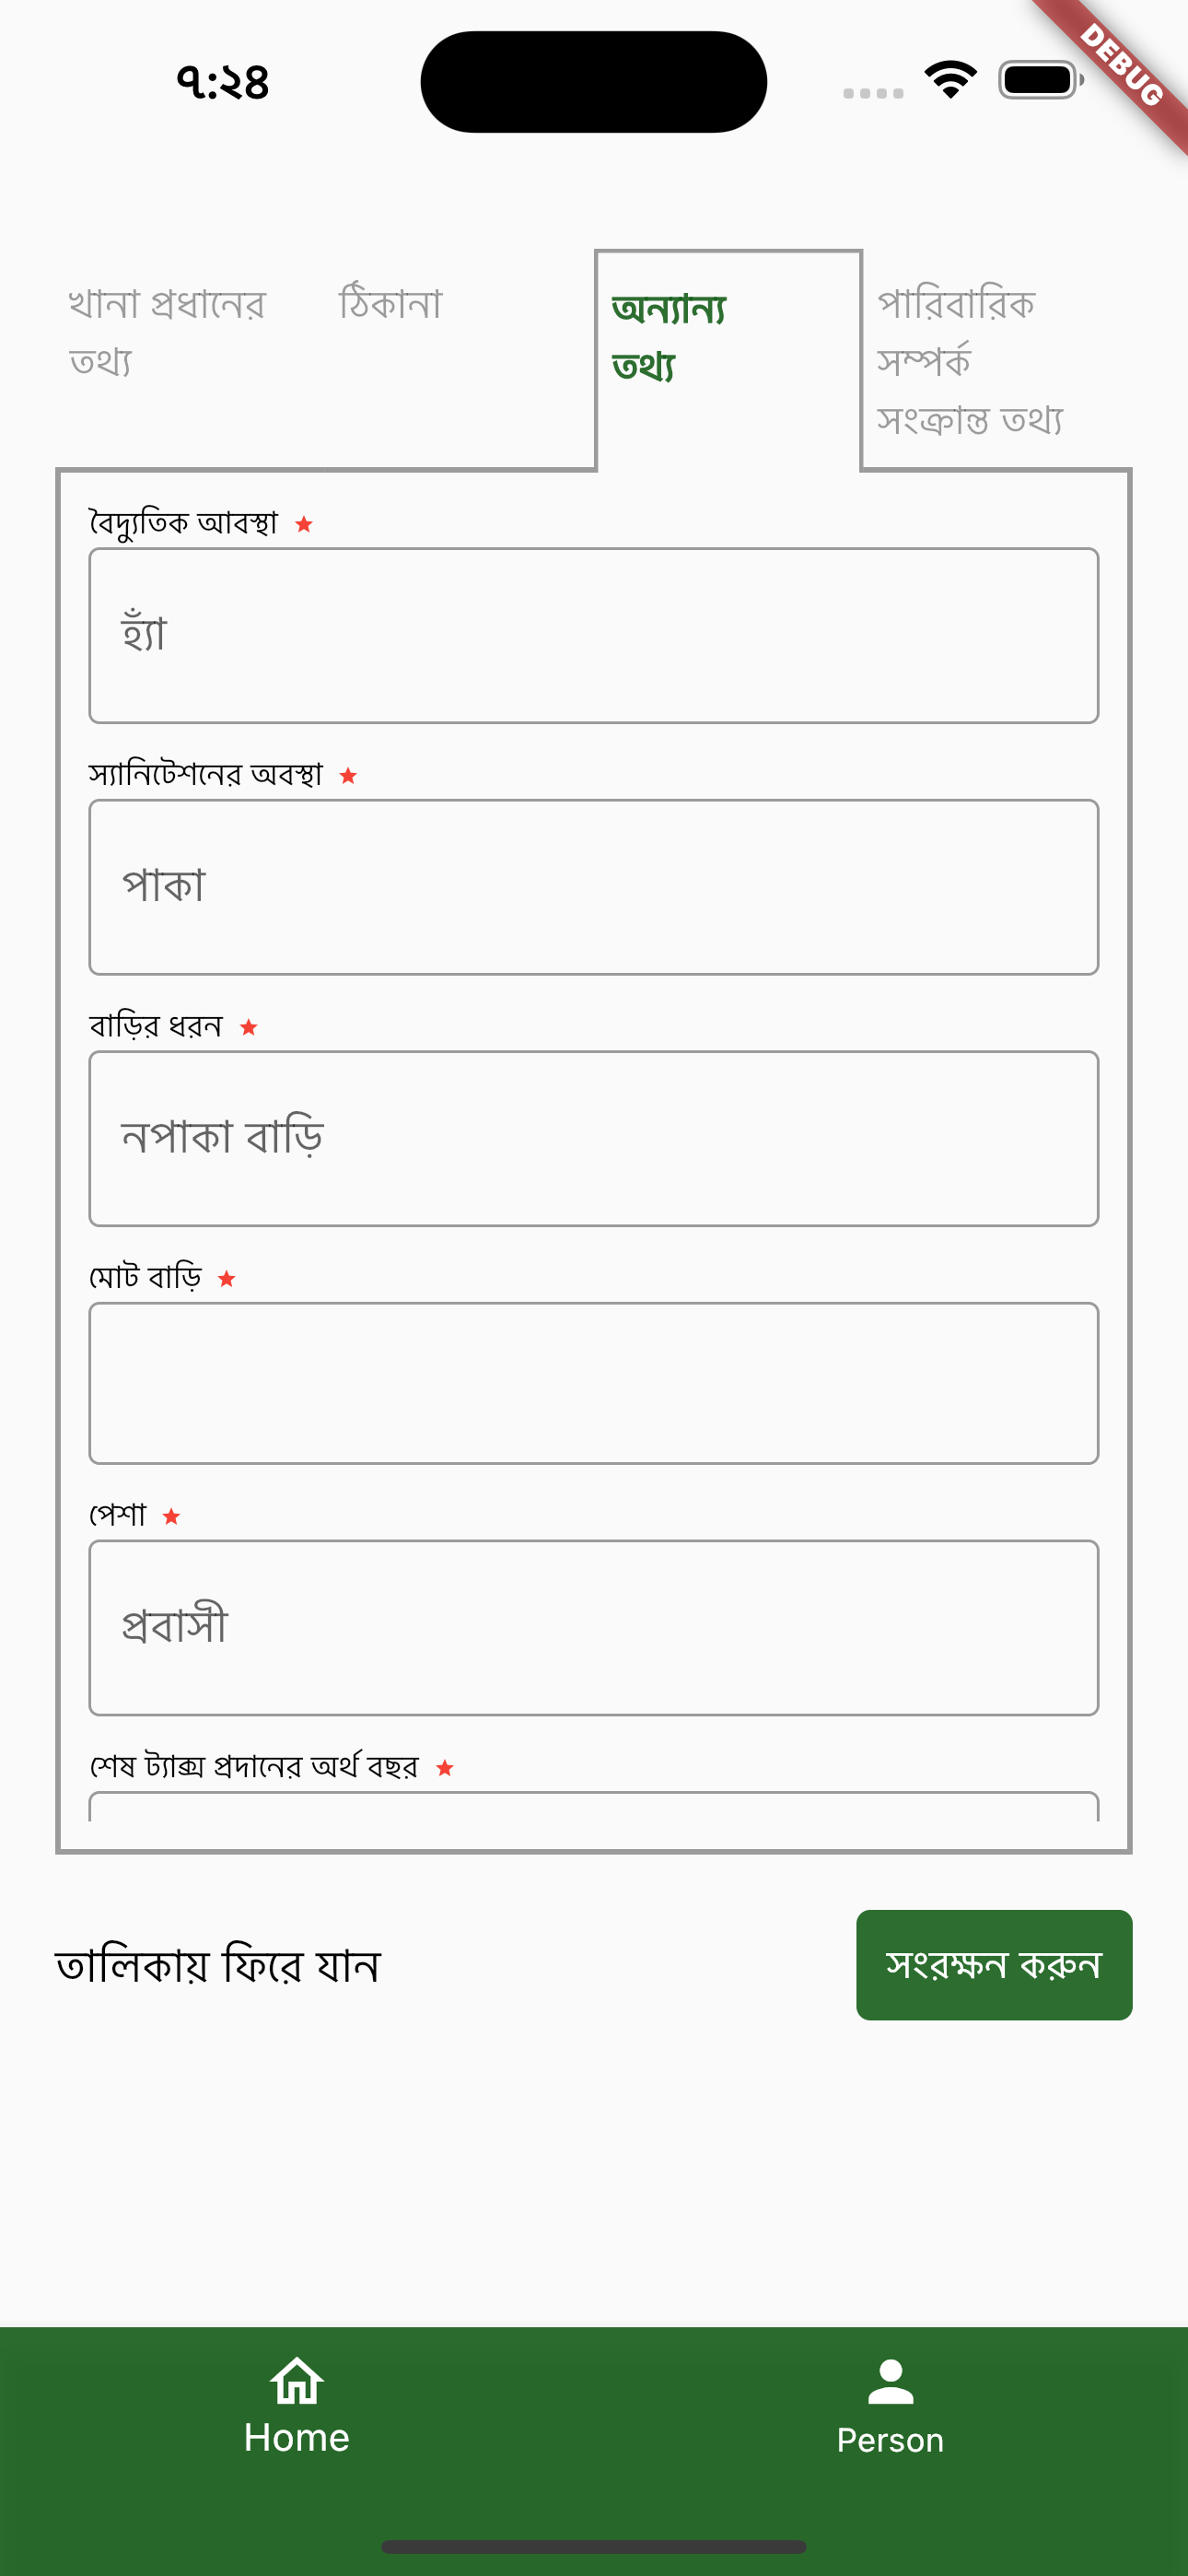 ৭:২৪
DEBUG
খানা প্রধানের
তথ্য
ঠিকানা
অন্যান্য
তথ্য
পারিবারিক
সম্পর্ক
সংক্রান্ত তথ্য
বৈদ্যুতিক আবস্থা
হ্যাঁ
স্যানিটেশনের অবস্থা
পাকা
বাড়ির ধরন
নপাকা বাড়ি
মোট বাড়ি
পেশা
প্রবাসী
শেষ ট্যাক্স প্রদানের অর্থ বছর
তালিকায় ফিরে যান
সংরক্ষন করুন
Home
Person